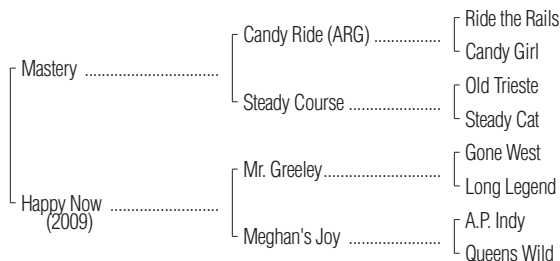 Ride the Rails
Candy Ride (ARG) ..................
Candy Girl
Mastery ....................................
Old Trieste
Steady Course .........................
Steady Cat
Gone West
Mr. Greeley...............................
Long Legend
Happy Now .............................
(2009)
A.P. Indy
Meghan's Joy .........................
Queens Wild